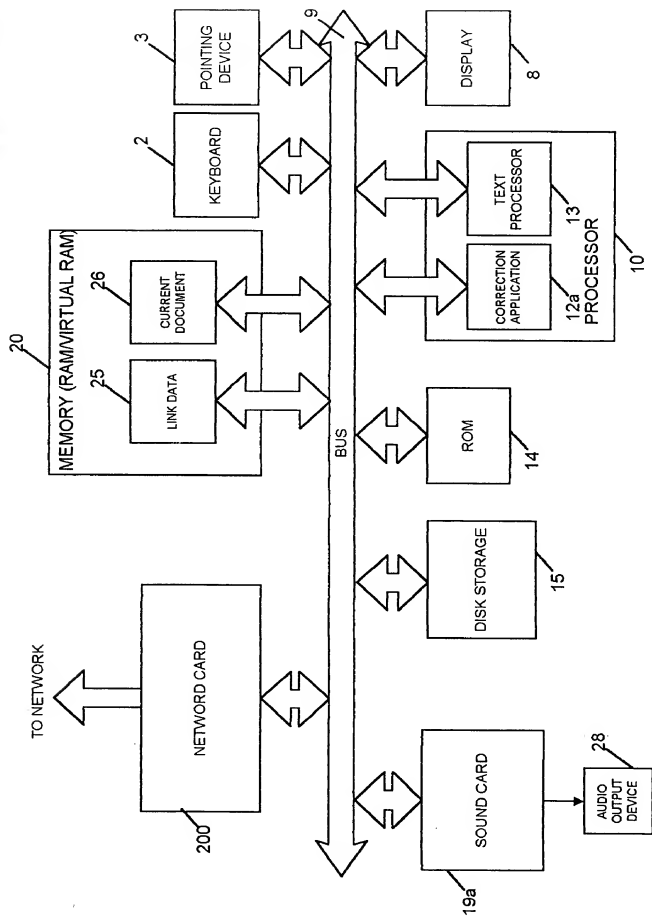 3
POINTING
DEVICE
2
KEYBOARD
9
20
MEMORY (RAM/VIRTUAL RAM)
26
CURRENT
DOCUMENT
25
LINK DATA
TO NETWORK
NETWORD CARD
200
BUS
DISPLAY
8
TEXT
PROCESSOR
13
CORRECTION
APPLICATION
12a
PROCESSOR
10
ROM
14
DISK STORAGE
15
SOUND CARD
19a
28
AUDIO
OUTPUT
DEVICE